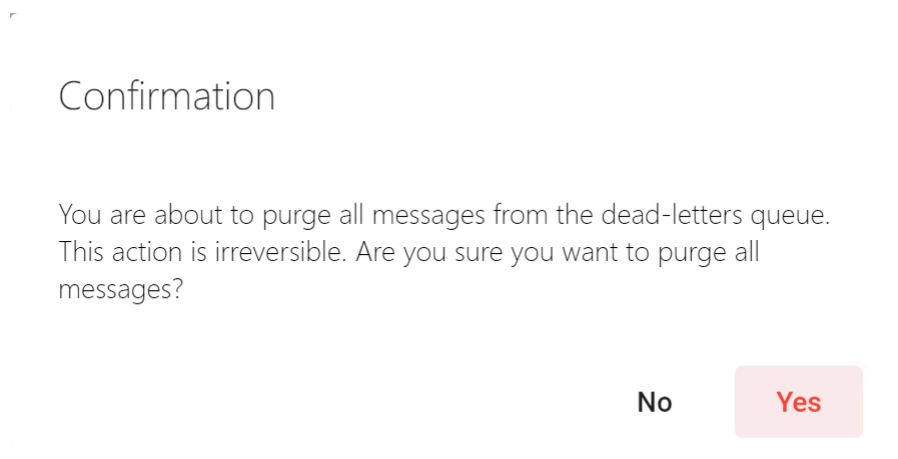 Confirmation
You are about to purge all messages from the dead-letters queue.
This action is irreversible. Are you sure you want to purge all
messages?
No
Yes